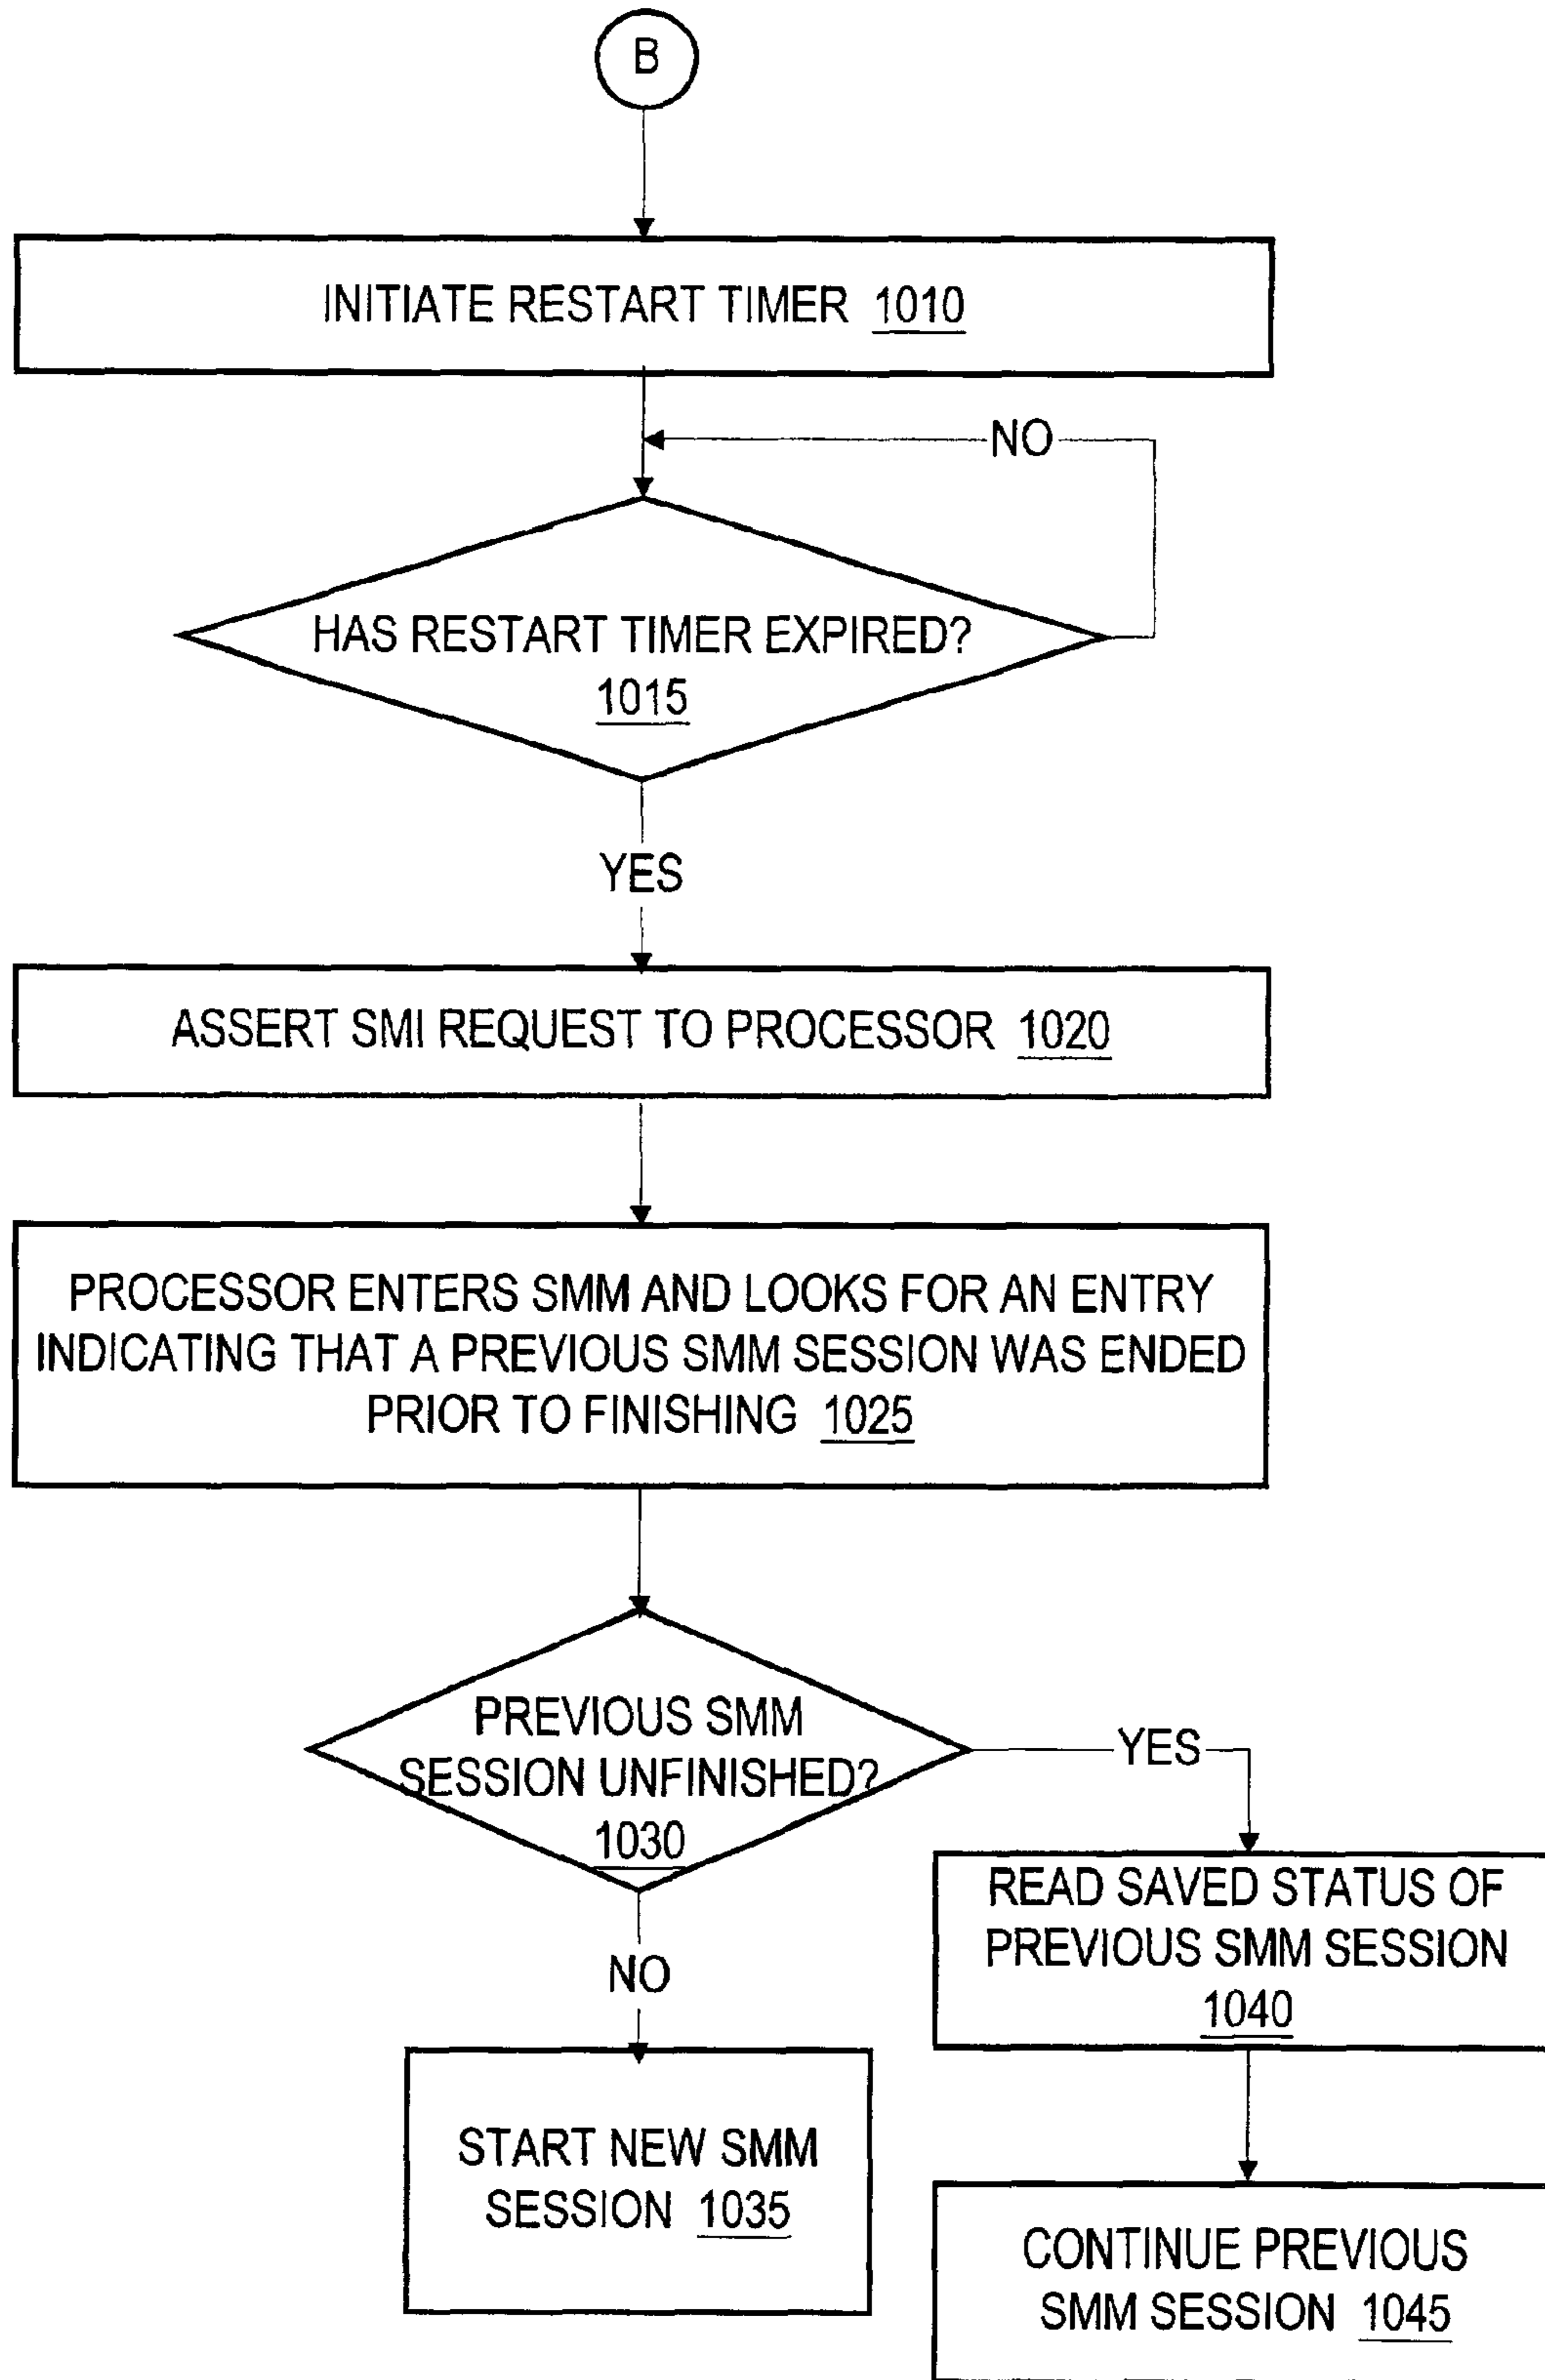 B
INITIATE RESTART TIMER 1010
NO
HAS RESTART TIMER EXPIRED?
1015
YES
ASSERT SMI REQUEST TO PROCESSOR 1020
PROCESSOR ENTERS SMM AND LOOKS FOR AN ENTRY
INDICATING THAT A PREVIOUS SMM SESSION WAS ENDED
PRIOR TO FINISHING 1025
PREVIOUS SMM
SESSION UNFINISHED?
1030
YES
READ SAVED STATUS OF
PREVIOUS SMM SESSION
1040
NO
START NEW SMM
SESSION 1035
CONTINUE PREVIOUS
SMM SESSION 1045